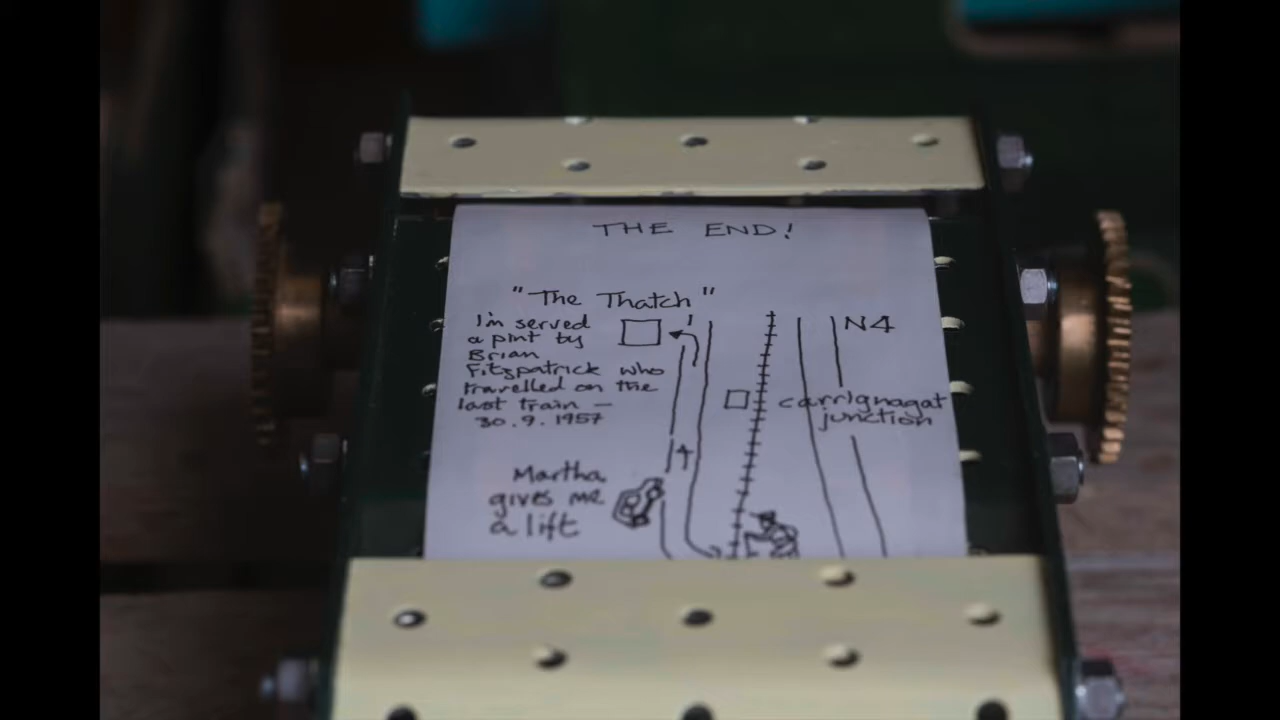 THE END!
"The Thatch"
I'm served
a pint by
Brian
Fitzpatrick who
travelled on the
last train —
30.9.1957
N4
carrignagat
junction
Martha
gives me
a lift